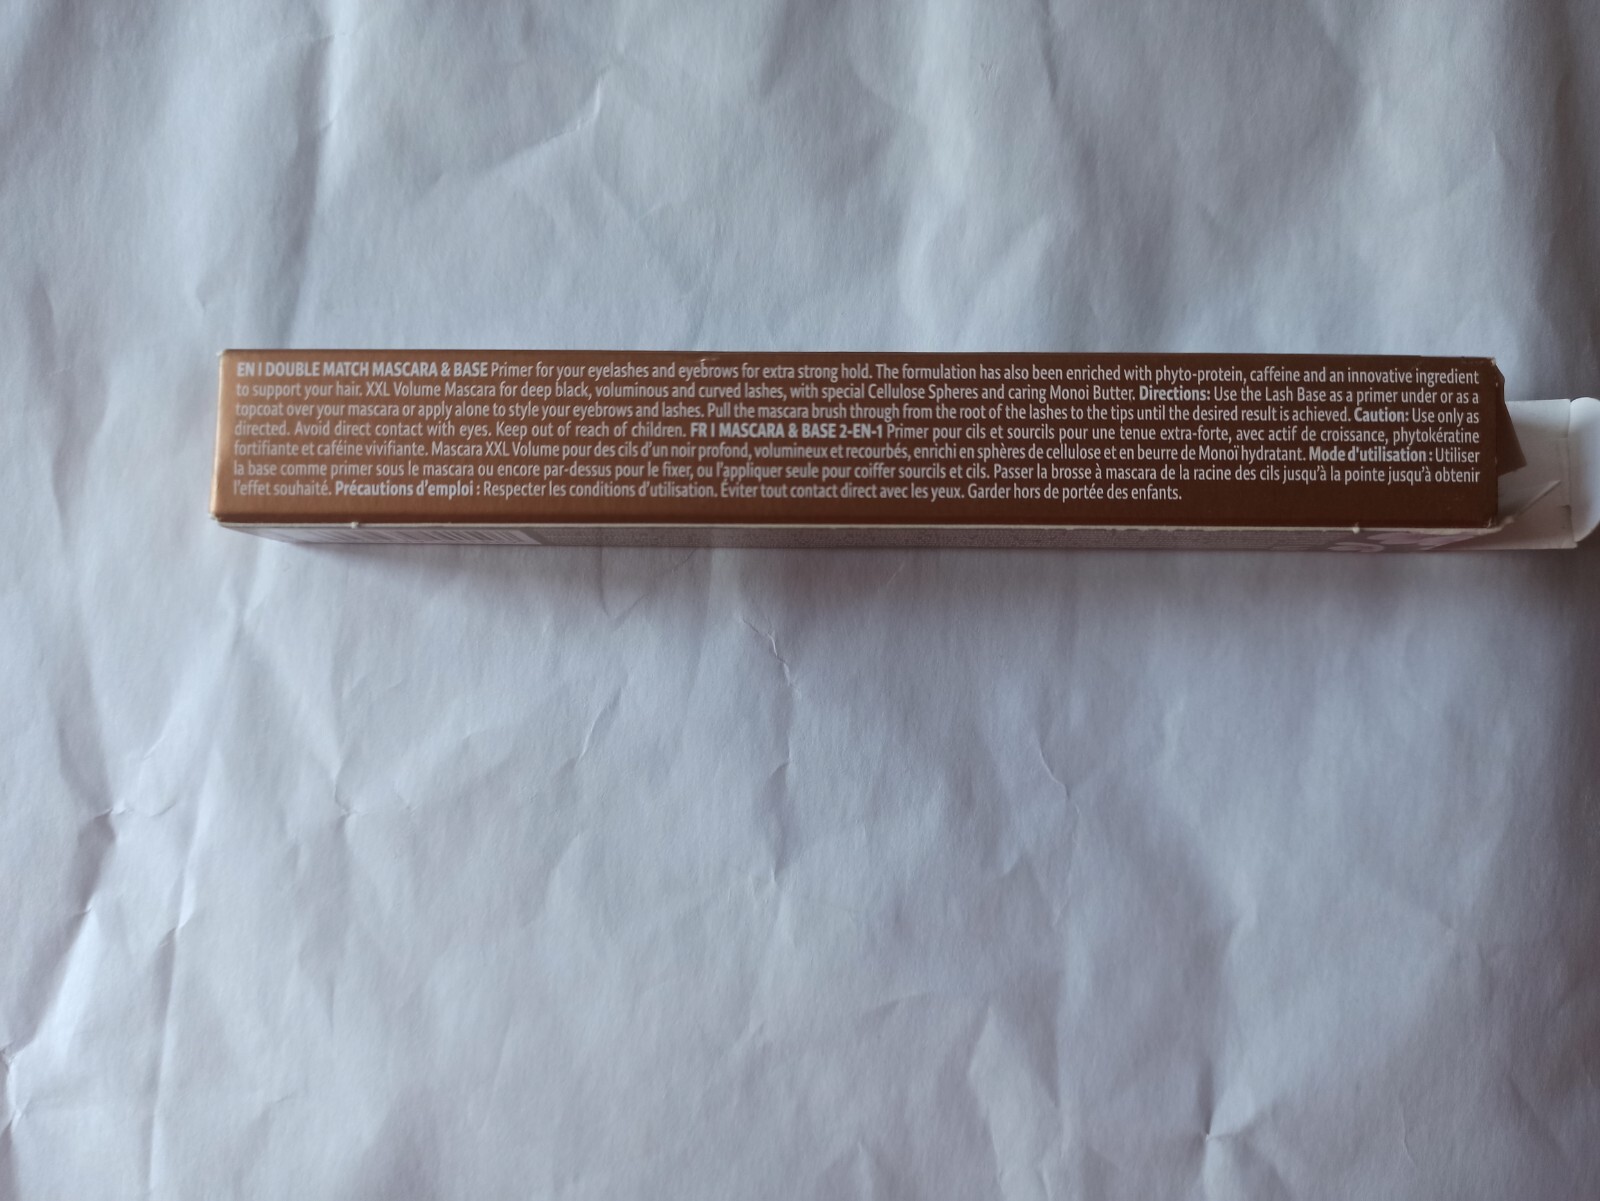 EN I DOUBLE MATCH MASCARA & BASE Primer for your eyelashes and eyebrows for extra strong hold. The formulation has also been enriched with phyto-protein, caffeine and an innovative ingredient
to support your hair. XXL Volume Mascara for deep black, voluminous and curved lashes, with special Cellulose Spheres and caring Monoi Butter. Directions: Use the Lash Base as a primer under or as a
topcoat over your mascara or apply alone to style your eyebrows and lashes. Pull the mascara brush through from the root of the lashes to the tips until the desired result is achieved. Caution: Use only as
directed. Avoid direct contact with eyes. Keep out of reach of children. FR I MASCARA & BASE 2-EN-1 Primer pour cils et sourcils pour une tenue extra-forte, avec actif de croissance, phytokératine
fortifiante et caféine vivifiante. Mascara XXL Volume pour des cils d'un noir profond, volumineux et recourbés, enrichi en sphères de cellulose et en beurre de Monoï hydratant. Mode d'utilisation : Utiliser
la base comme primer sous le mascara ou encore par-dessus pour le fixer, ou l'appliquer seule pour coiffer sourcils et cils. Passer la brosse à mascara de la racine des cils jusqu'à la pointe jusqu'à obtenir
l'effet souhaité. Précautions d'emploi : Respecter les conditions d'utilisation. Éviter tout contact direct avec les yeux. Garder hors de portée des enfants.